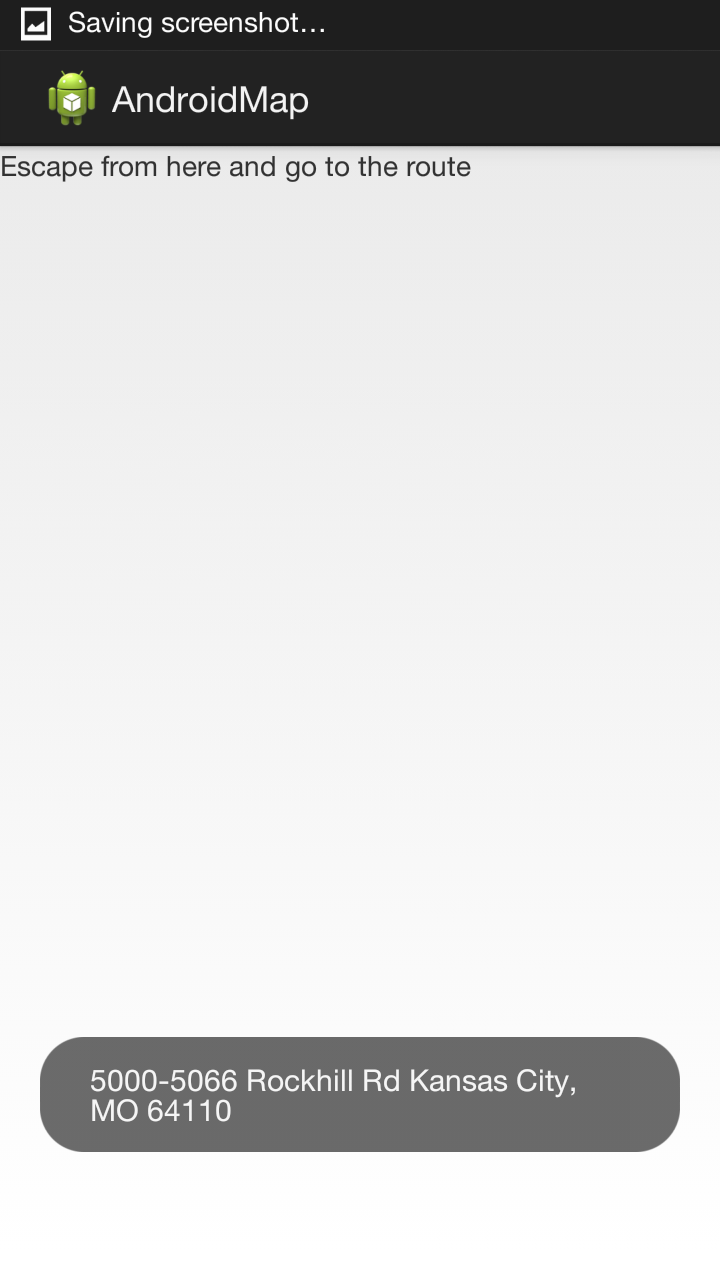 Saving screenshot...
AndroidMap
Escape from here and go to the route
5000-5066 Rockhill Rd Kansas City,
MO 64110